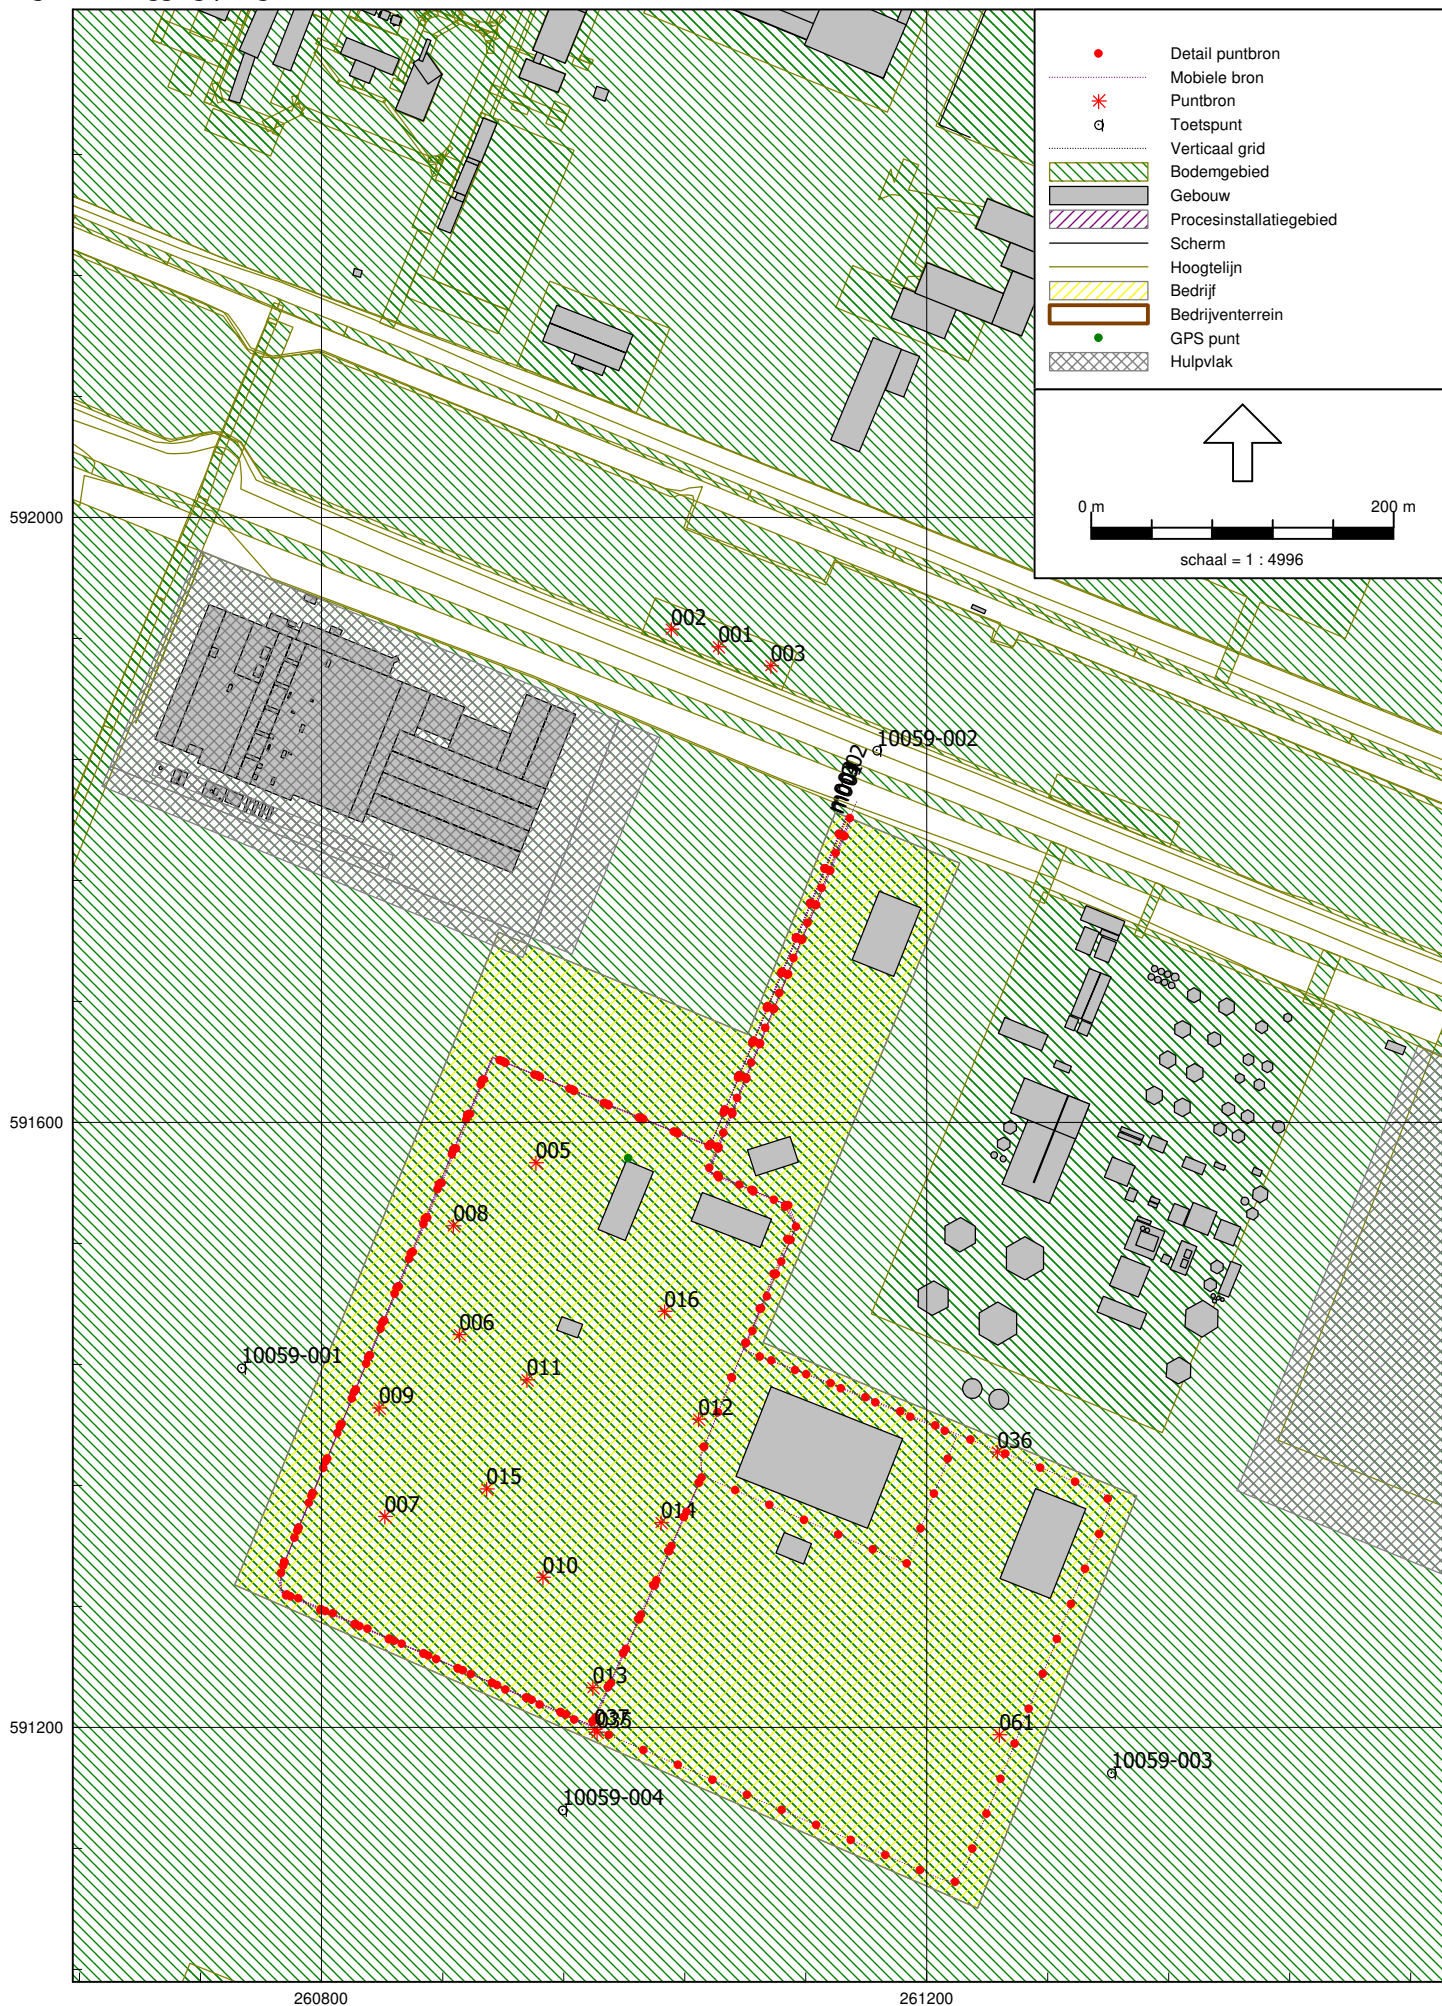 Detail puntbron
Mobiele bron
Puntbron
Toetspunt
Verticaal grid
Bodemgebied
Gebouw
Procesinstallatiegebied
Scherm
Hoogtelijn
Bedrijf
Bedrijventerrein
GPS punt
Hulpvlak
0 m
200 m
schaal = 1 : 4996
592000
002
001
003
10059-002
591600
005
008
016
006
10059-001
011
009
012
036
015
007
014
010
013
591200
061
10059-003
10059-004
260800
261200